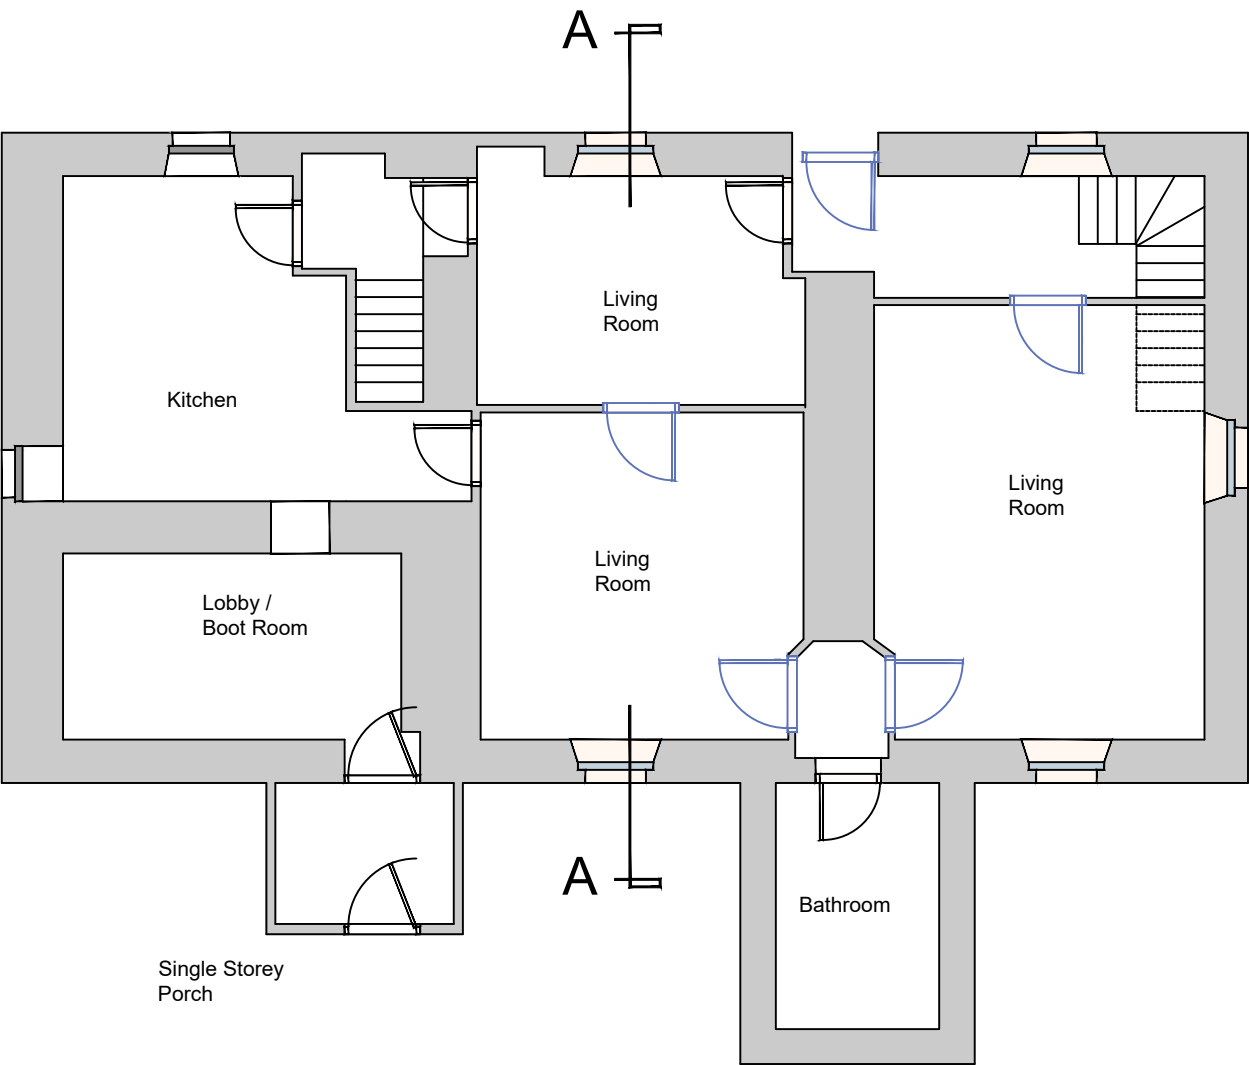 A
Living
Room
Kitchen
Living
Room
Living
Room
Lobby /
Boot Room
A
Bathroom
Single Storey
Porch